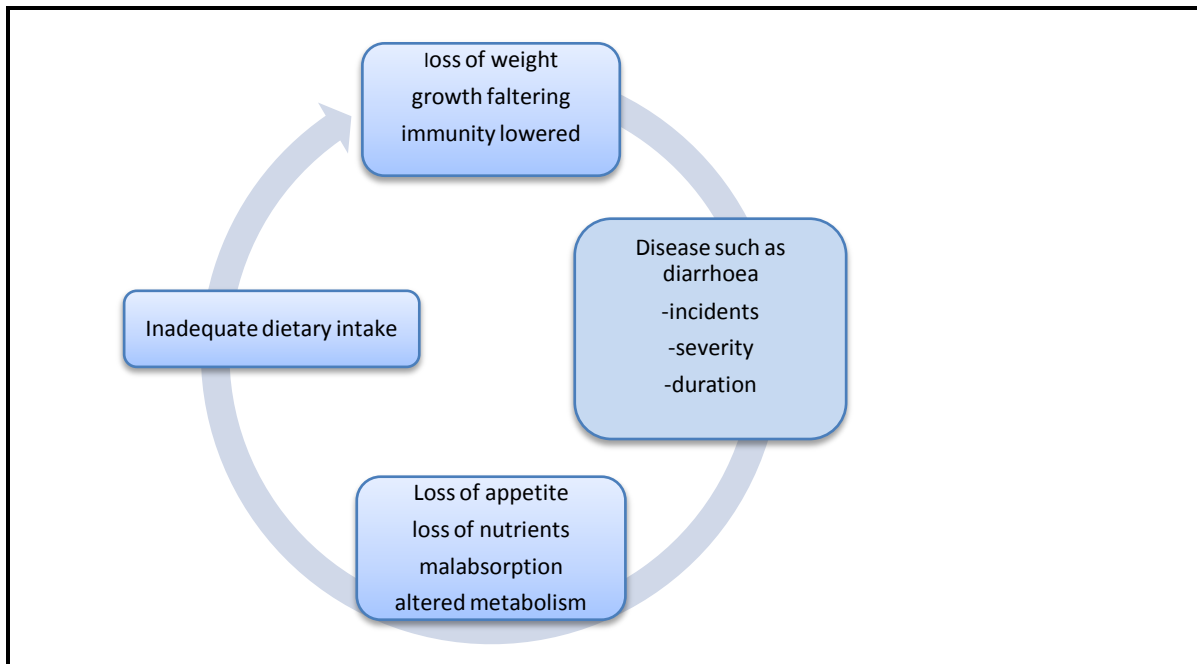 loss of weight
growth faltering
immunity lowered
Disease such as
diarrhoea
-incidents
-severity
-duration
Loss of appetite
loss of nutrients
malabsorption
altered metabolism
Inadequate dietary intake